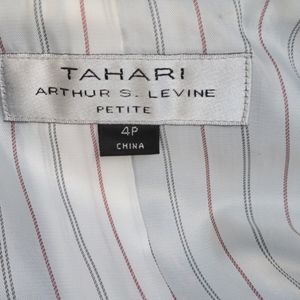 TAHARI
ARTHUR S. LEVINE
PETITE
4P
CHINA